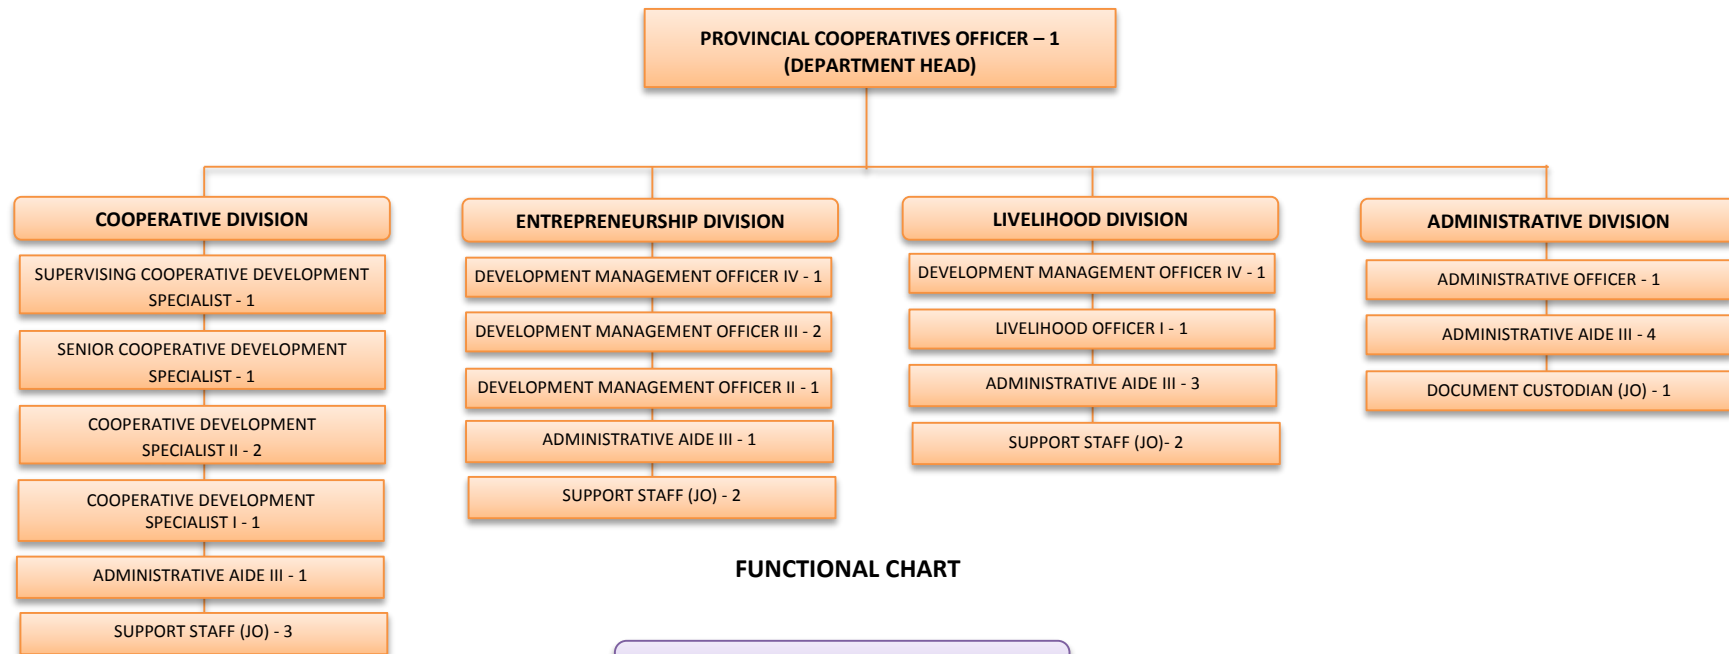 PROVINCIAL COOPERATIVES OFFICER – 1
(DEPARTMENT HEAD)
COOPERATIVE DIVISION
SUPERVISING COOPERATIVE DEVELOPMENT
SPECIALIST - 1
SENIOR COOPERATIVE DEVELOPMENT
SPECIALIST - 1
COOPERATIVE DEVELOPMENT
SPECIALIST II - 2
COOPERATIVE DEVELOPMENT
SPECIALIST I - 1
ADMINISTRATIVE AIDE III - 1
SUPPORT STAFF (JO) - 3
ENTREPRENEURSHIP DIVISION
DEVELOPMENT MANAGEMENT OFFICER IV - 1
DEVELOPMENT MANAGEMENT OFFICER III - 2
DEVELOPMENT MANAGEMENT OFFICER II - 1
ADMINISTRATIVE AIDE III - 1
SUPPORT STAFF (JO) - 2
LIVELIHOOD DIVISION
DEVELOPMENT MANAGEMENT OFFICER IV - 1
LIVELIHOOD OFFICER I - 1
ADMINISTRATIVE AIDE III - 3
SUPPORT STAFF (JO)- 2
ADMINISTRATIVE DIVISION
ADMINISTRATIVE OFFICER - 1
ADMINISTRATIVE AIDE III - 4
DOCUMENT CUSTODIAN (JO) - 1
FUNCTIONAL CHART